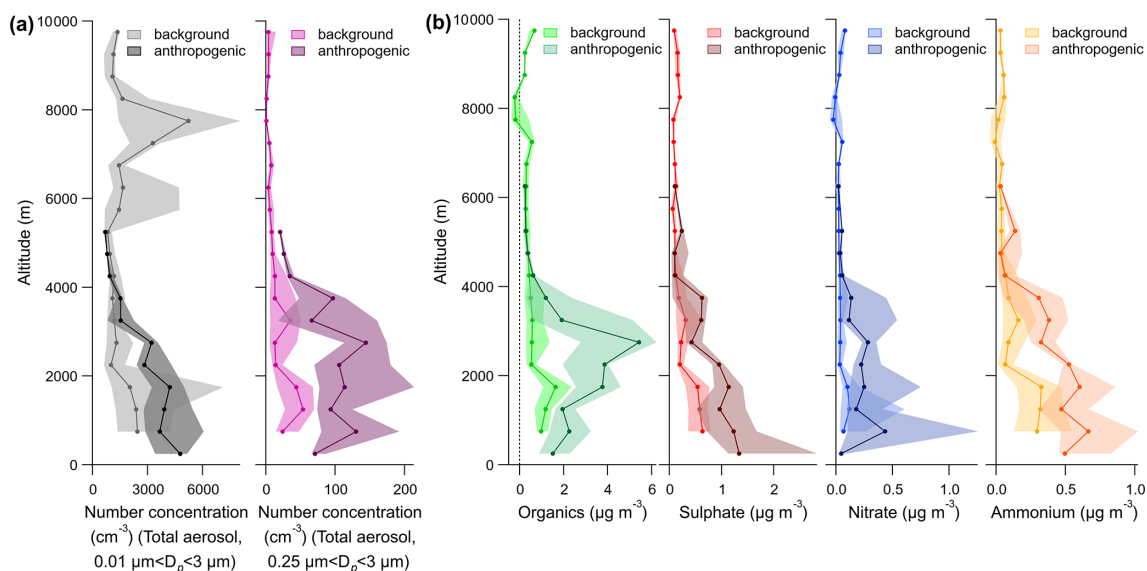 (a)
(b)
10000
8000
6000
4000
2000
0
Altitude (m)
background
anthropogenic
0 3000 6000
Number concentration
(cm⁻³) (Total aerosol,
0.01 µm<Dₚ<3 µm)
background
anthropogenic
0 50 100 200
Number concentration
(cm⁻³) (Total aerosol,
0.25 µm<Dₚ<3 µm)
10000
8000
6000
4000
2000
0
Altitude (m)
background
anthropogenic
0 2 4 6
Organics (µg m⁻³)
background
anthropogenic
0 1 2
Sulphate (µg m⁻³)
background
anthropogenic
0.0 0.5 1.0
Nitrate (µg m⁻³)
background
anthropogenic
0.0 0.5 1.0
Ammonium (µg m⁻³)